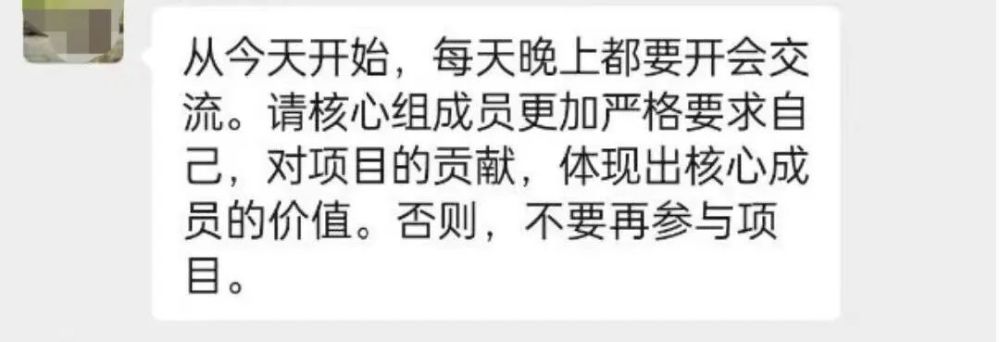 从今天开始，每天晚上都要开会交
流。请核心组成员更加严格要求自
己，对项目的贡献，体现出核心成
员的价值。否则，不要再参与项
目。